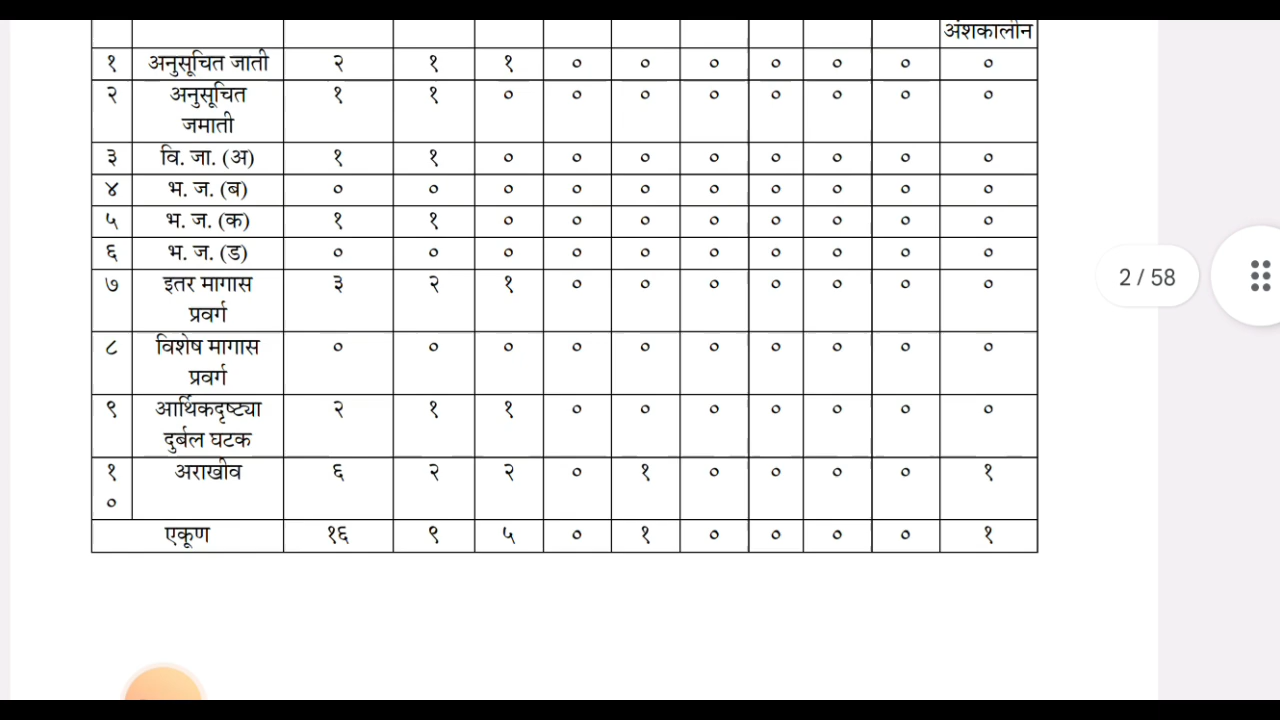 अंशकालीन
१ अनुसूचित जाती २ १ १ ० ० ० ० ० ० ०
२ अनुसूचित १ १ ० ० ० ० ० ० ० ०
जमाती
३ वि. जा. (अ) १ १ ० ० ० ० ० ० ० ०
४ भ. ज. (ब) ० ० ० ० ० ० ० ० ० ०
५ भ. ज. (क) १ १ ० ० ० ० ० ० ० ०
६ भ. ज. (ड) ० ० ० ० ० ० ० ० ० ०
2 / 58
७ इतर मागास ३ २ १ ० ० ० ० ० ० ०
प्रवर्ग
८ विशेष मागास ० ० ० ० ० ० ० ० ० ०
प्रवर्ग
९ आर्थिकदृष्ट्या २ १ १ ० ० ० ० ० ० ०
दुर्बल घटक
१ अराखीव ६ २ २ ० १ ० ० ० ० १
०
एकूण १६ ९ ५ ० १ ० ० ० ० १